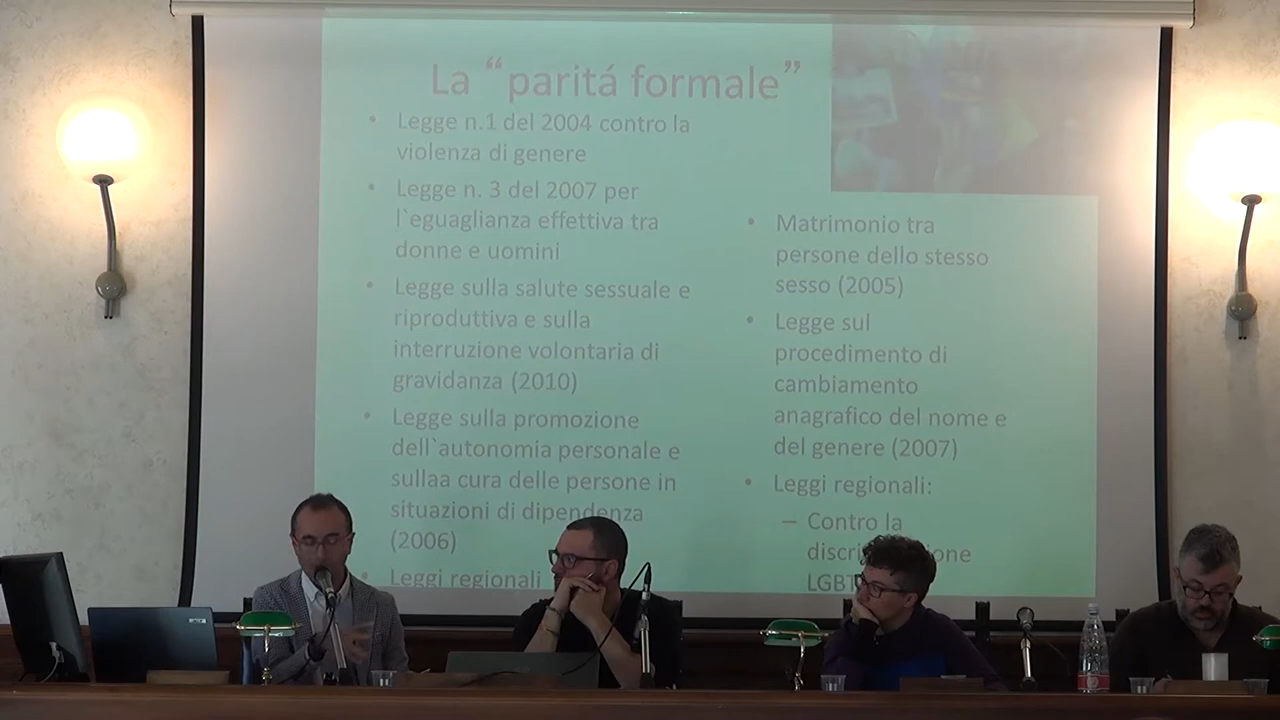 La “paritá formale”
Legge n.1 del 2004 contro la
violenza di genere
Legge n. 3 del 2007 per
l`eguaglianza effettiva tra
donne e uomini
Legge sulla salute sessuale e
riproduttiva e sulla
interruzione volontaria di
gravidanza (2010)
Legge sulla promozione
dell`autonomia personale e
sullaa cura delle persone in
situazioni di dipendenza
(2006)
Leggi regionali
Matrimonio tra
persone dello stesso
sesso (2005)
Legge sul
procedimento di
cambiamento
anagrafico del nome e
del genere (2007)
Leggi regionali:
– Contro la